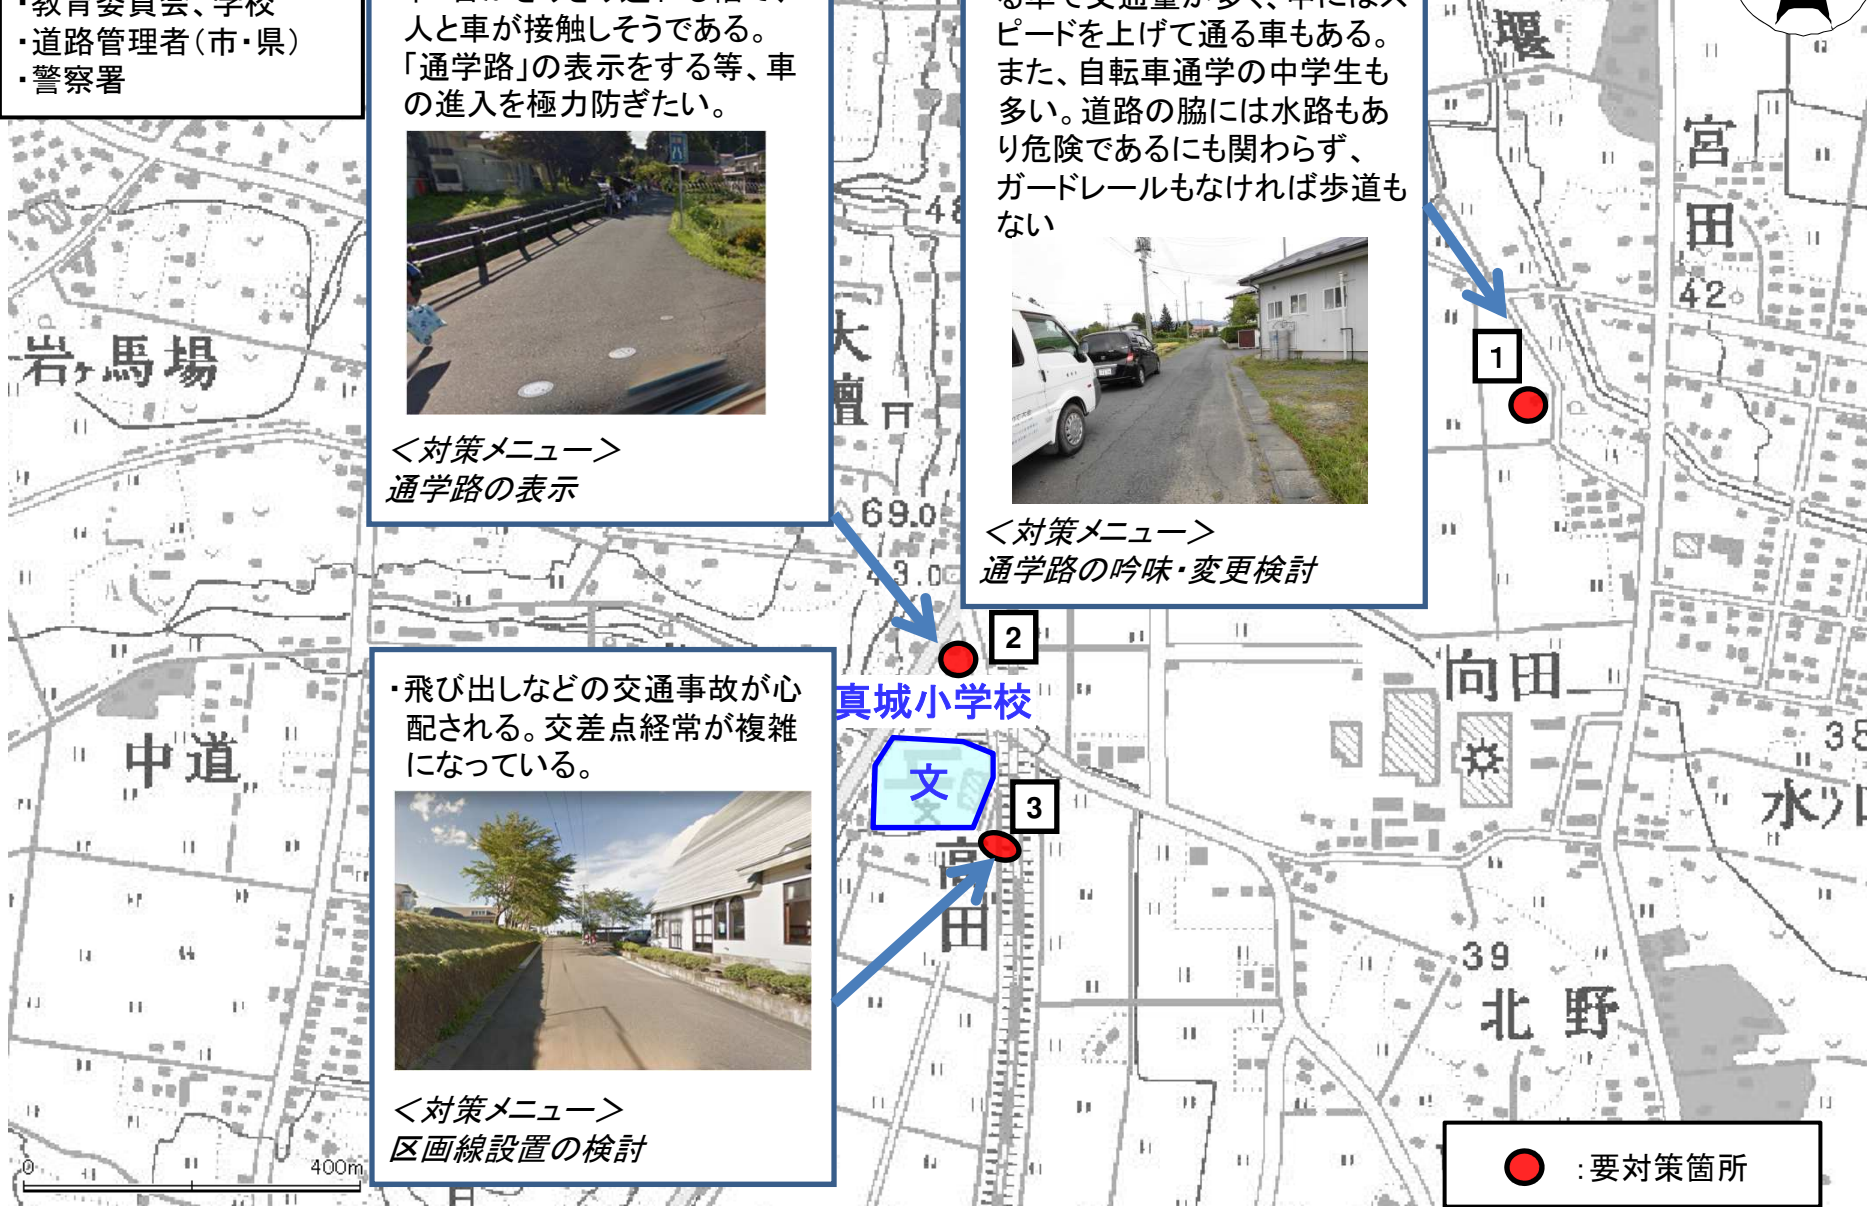 ・教育委員会、学校
・道路管理者(市・県)
・警察署
人と車が接触しそうである。
「通学路」の表示をする等、車
の進入を極力防ぎたい。
<対策メニュー>
通学路の表示
ピードを上げて通る車もある。
また、自転車通学の中学生も
多い。道路の脇には水路もあ
り危険であるにも関わらず、
ガードレールもなければ歩道も
ない
<対策メニュー>
通学路の吟味・変更検討
堰
宮田
42
1
岩ヶ馬場
大檀
48
69.0
43.0
2
真城小学校
文
3
高田
向田
38
中道
・飛び出しなどの交通事故が心
配される。交差点経常が複雑
になっている。
<対策メニュー>
区画線設置の検討
39
北野
0 400m
:要対策箇所